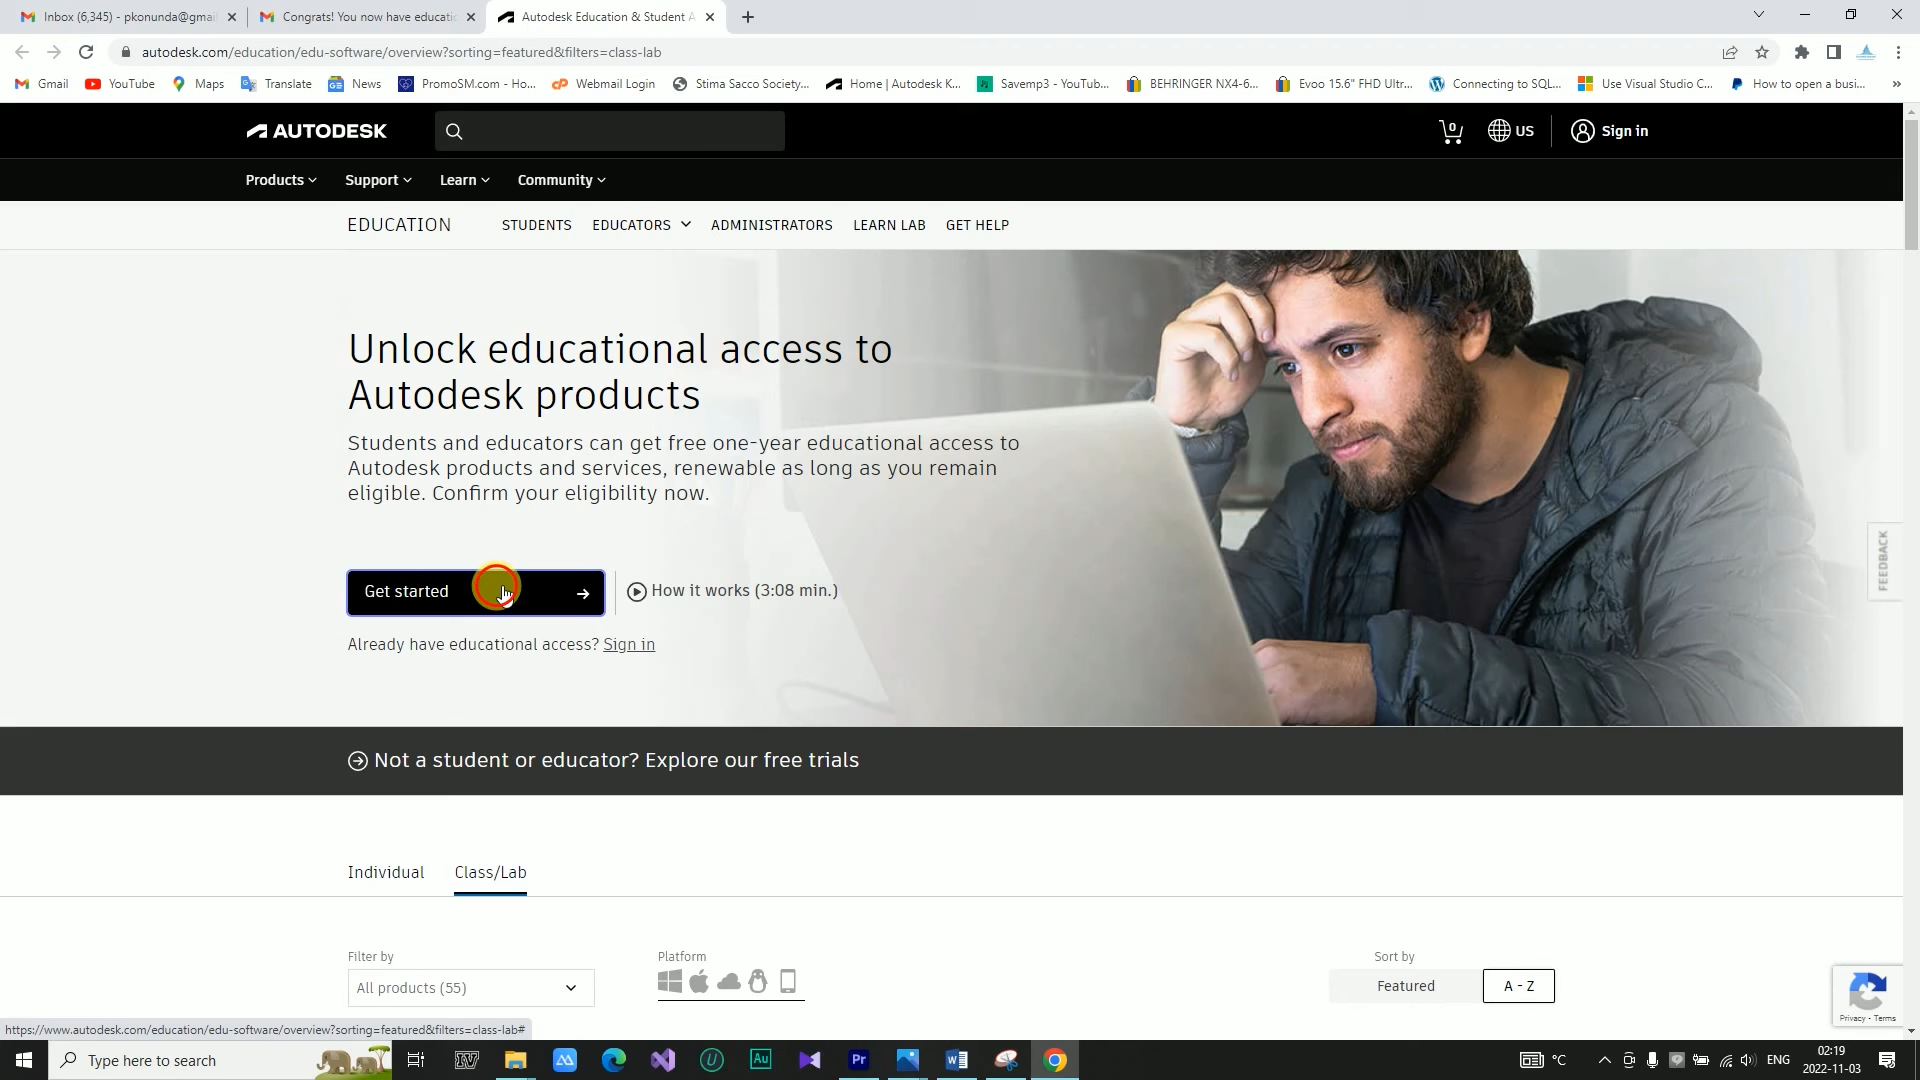 Inbox (6,345) - pkonunda@gmai
Congrats! You now have educatio
Autodesk Education & Student A
autodesk.com/education/edu-software/overview?sorting=featured&filters=class-lab
Gmail
YouTube
Maps
Translate
News
PromoSM.com - Ho...
Webmail Login
Stima Sacco Society...
Home | Autodesk K...
Savemp3 - YouTub...
BEHRINGER NX4-6...
Evoo 15.6" FHD Ultr...
Connecting to SQL...
Use Visual Studio C...
How to open a busi...
AUTODESK
0
US
Sign in
Products
Support
Learn
Community
EDUCATION
STUDENTS
EDUCATORS
ADMINISTRATORS
LEARN LAB
GET HELP
Unlock educational access to
Autodesk products
Students and educators can get free one-year educational access to
Autodesk products and services, renewable as long as you remain
eligible. Confirm your eligibility now.
Get started
How it works (3:08 min.)
Already have educational access? Sign in
FEEDBACK
Not a student or educator? Explore our free trials
Individual
Class/Lab
Filter by
Platform
Sort by
All products (55)
Featured
A - Z
Privacy - Terms
https://www.autodesk.com/education/edu-software/overview?sorting=featured&filters=class-lab#
Type here to search
Au
Pr
°C
ENG
02:19
2022-11-03